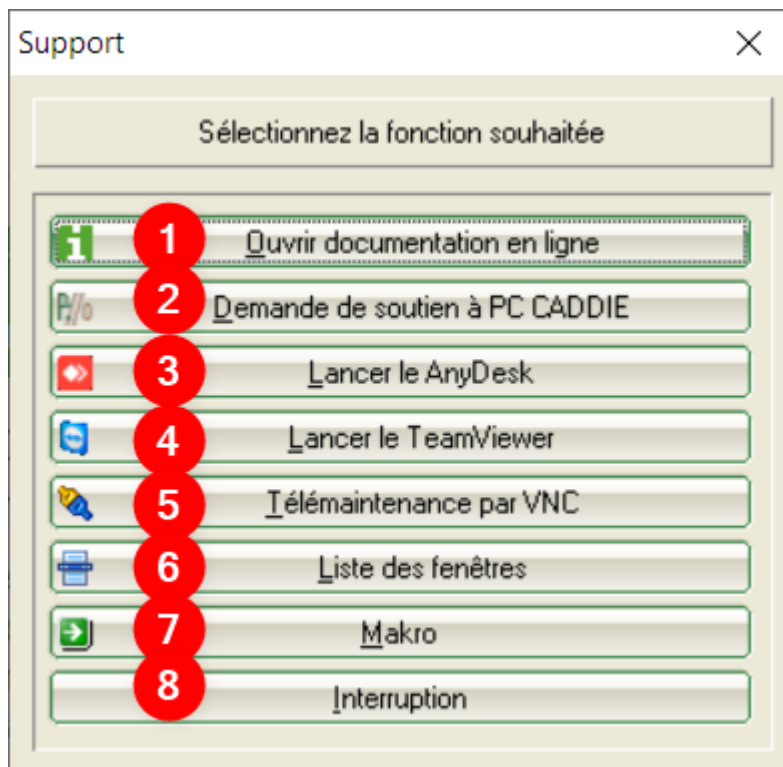 Support
Sélectionnez la fonction souhaitée
1 Ouvrir documentation en ligne
2 Demande de soutien à PC CADDIE
3 Lancer le AnyDesk
4 Lancer le TeamViewer
5 Télémaintenance par VNC
6 Liste des fenêtres
7 Makro
8 Interruption